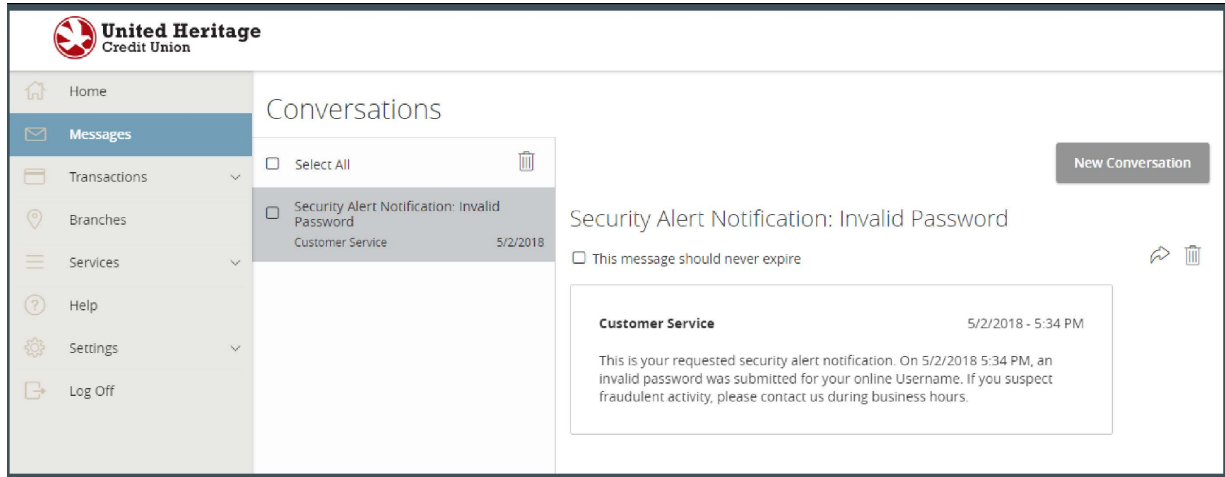 United Heritage
Credit Union
Home
Messages
Transactions
Branches
Services
Help
Settings
Log Off
Conversations
Select All
Security Alert Notification: Invalid
Password
Customer Service 5/2/2018
New Conversation
Security Alert Notification: Invalid Password
This message should never expire
Customer Service 5/2/2018 - 5:34 PM
This is your requested security alert notification. On 5/2/2018 5:34 PM, an
invalid password was submitted for your online Username. If you suspect
fraudulent activity, please contact us during business hours.